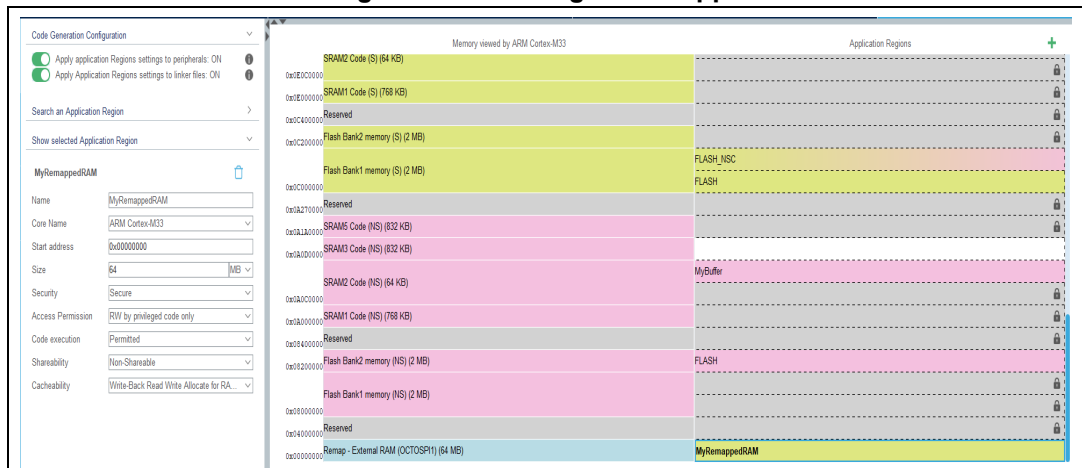 Code Generation Configuration
Apply application Regions settings to peripherals: ON
Apply Application Regions settings to linker files: ON
Search an Application Region
Show selected Application Region
MyRemappedRAM
Name MyRemappedRAM
Core Name ARM Cortex-M33
Start address 0x00000000
Size 64 MB
Security Secure
Access Permission RW by privileged code only
Code execution Permitted
Shareability Non-Shareable
Cacheability Write-Back Read Write Allocate for RA...
Memory viewed by ARM Cortex-M33 Application Regions
SRAM2 Code (S) (64 KB)
0x0E0C0000
SRAM1 Code (S) (768 KB)
0x0E000000
Reserved
0x0C400000
Flash Bank2 memory (S) (2 MB)
0x0C200000
FLASH_NSC
Flash Bank1 memory (S) (2 MB)
FLASH
0x0C000000
Reserved
0x0A270000
SRAM5 Code (NS) (832 KB)
0x0A1A0000
SRAM3 Code (NS) (832 KB)
0x0A0D0000
MyBuffer
SRAM2 Code (NS) (64 KB)
0x0A0C0000
SRAM1 Code (NS) (768 KB)
0x0A000000
Reserved
0x08400000
Flash Bank2 memory (NS) (2 MB) FLASH
0x08200000
Flash Bank1 memory (NS) (2 MB)
0x08000000
Reserved
0x04000000
Remap - External RAM (OCTOSPI1) (64 MB) MyRemappedRAM
0x00000000